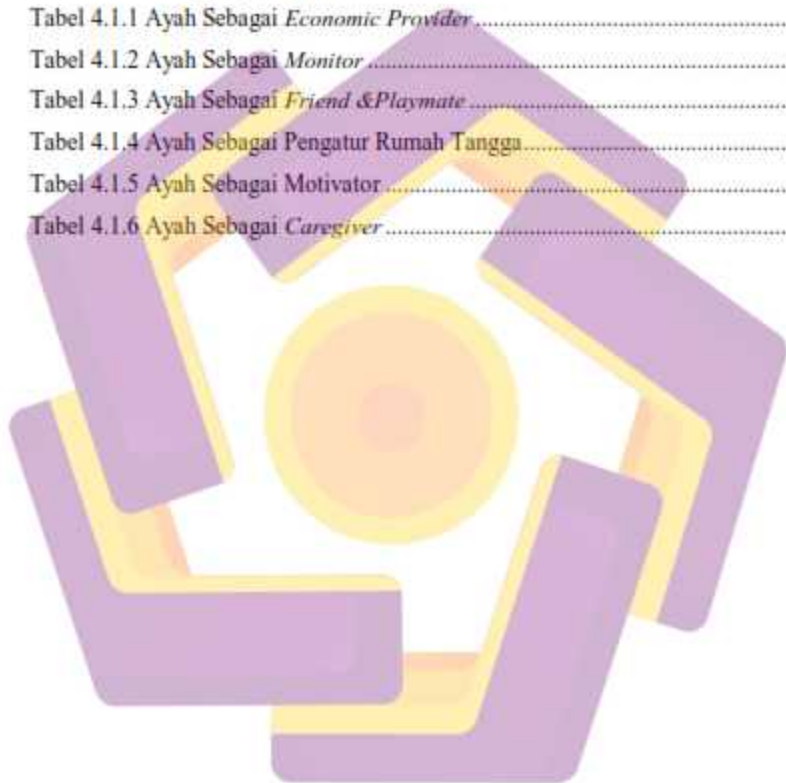 Tabel 4.1.1 Ayah Sebagai Economic Provider........................................................
Tabel 4.1.2 Ayah Sebagai Monitor........................................................................
Tabel 4.1.3 Ayah Sebagai Friend &Playmate.........................................................
Tabel 4.1.4 Ayah Sebagai Pengatur Rumah Tangga..............................................
Tabel 4.1.5 Ayah Sebagai Motivator.....................................................................
Tabel 4.1.6 Ayah Sebagai Caregiver.....................................................................